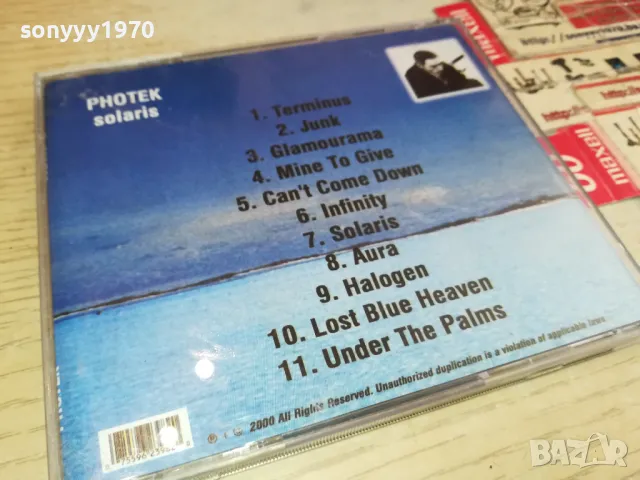 sonyyy1970
PHOTEK
solaris
1. Terminus
2. Junk
3. Glamourama
4. Mine To Give
5. Can't Come Down
6. Infinity
7. Solaris
8. Aura
9. Halogen
10. Lost Blue Heaven
11. Under The Palms
2000 All Rights Reserved. Unauthorized duplication is a violation of applicable laws
maxell
maxell
BAZAR